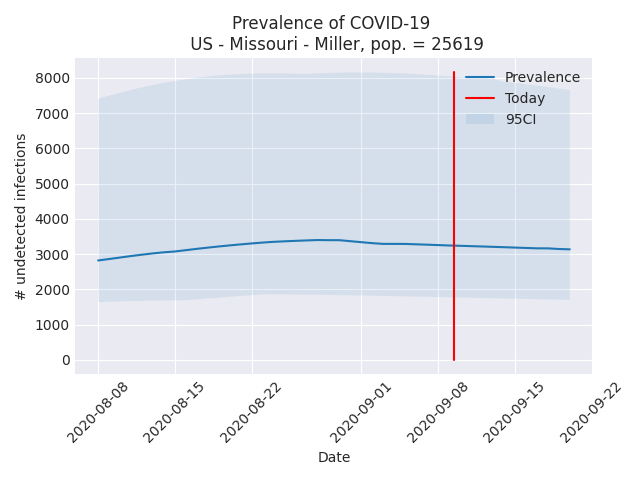 Prevalence of COVID-19
US - Missouri - Miller, pop. = 25619
# undetected infections
8000
7000
6000
5000
4000
3000
2000
1000
0
Prevalence
Today
95CI
2020-08-08
2020-08-15
2020-08-22
2020-09-01
2020-09-08
2020-09-15
2020-09-22
Date